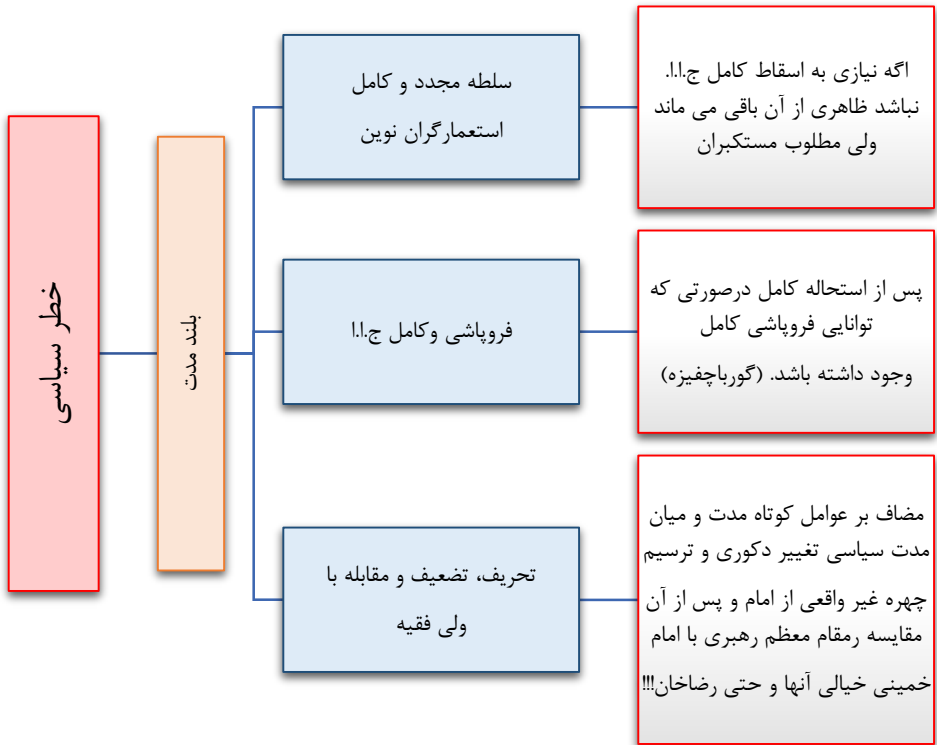 خطر سیاسی
بلند مدت
سلطه مجدد و کامل
استعمارگران نوین
اگه نیازی به اسقاط کامل ج.ا.ا.
نباشد ظاهری از آن باقی می ماند
ولی مطلوب مستکبران
فروپاشی وکامل ج.ا.ا
پس از استحاله کامل درصورتی که
توانایی فروپاشی کامل
وجود داشته باشد. (گورباچفیزه)
تحریف، تضعیف و مقابله با
ولی فقیه
مضاف بر عوامل کوتاه مدت و میان
مدت سیاسی تغییر دکوری و ترسیم
چهره غیر واقعی از امام و پس از آن
مقایسه رمقام معظم رهبری با امام
خمینی خیالی آنها و حتی رضاخان!!!